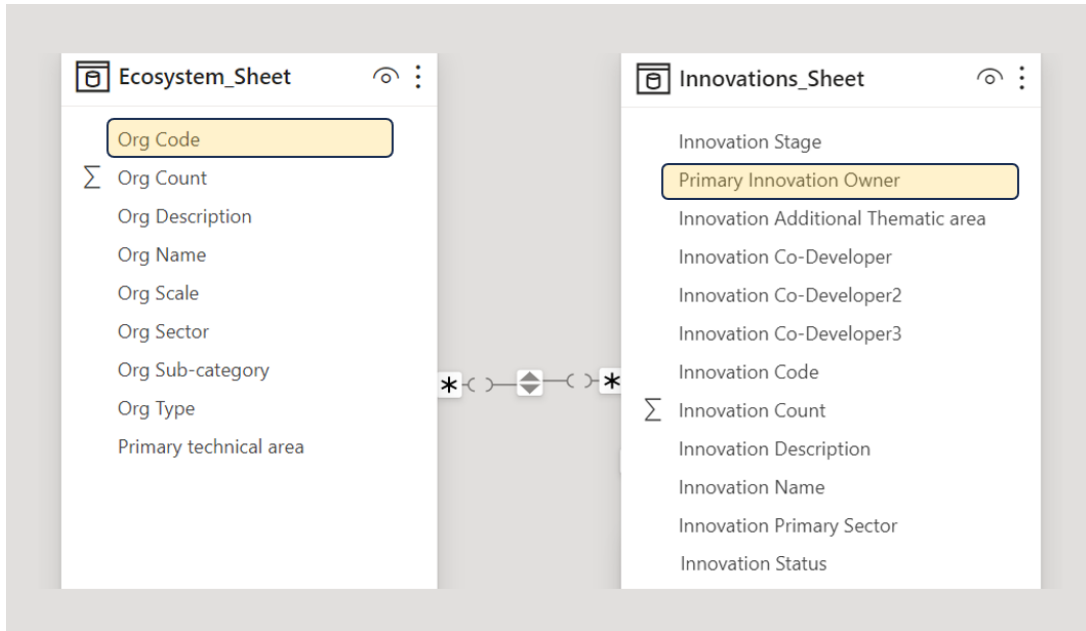 Ecosystem_Sheet
Org Code
Σ Org Count
Org Description
Org Name
Org Scale
Org Sector
Org Sub-category
Org Type
Primary technical area
* *
Innovations_Sheet
Innovation Stage
Primary Innovation Owner
Innovation Additional Thematic area
Innovation Co-Developer
Innovation Co-Developer2
Innovation Co-Developer3
Innovation Code
Σ Innovation Count
Innovation Description
Innovation Name
Innovation Primary Sector
Innovation Status